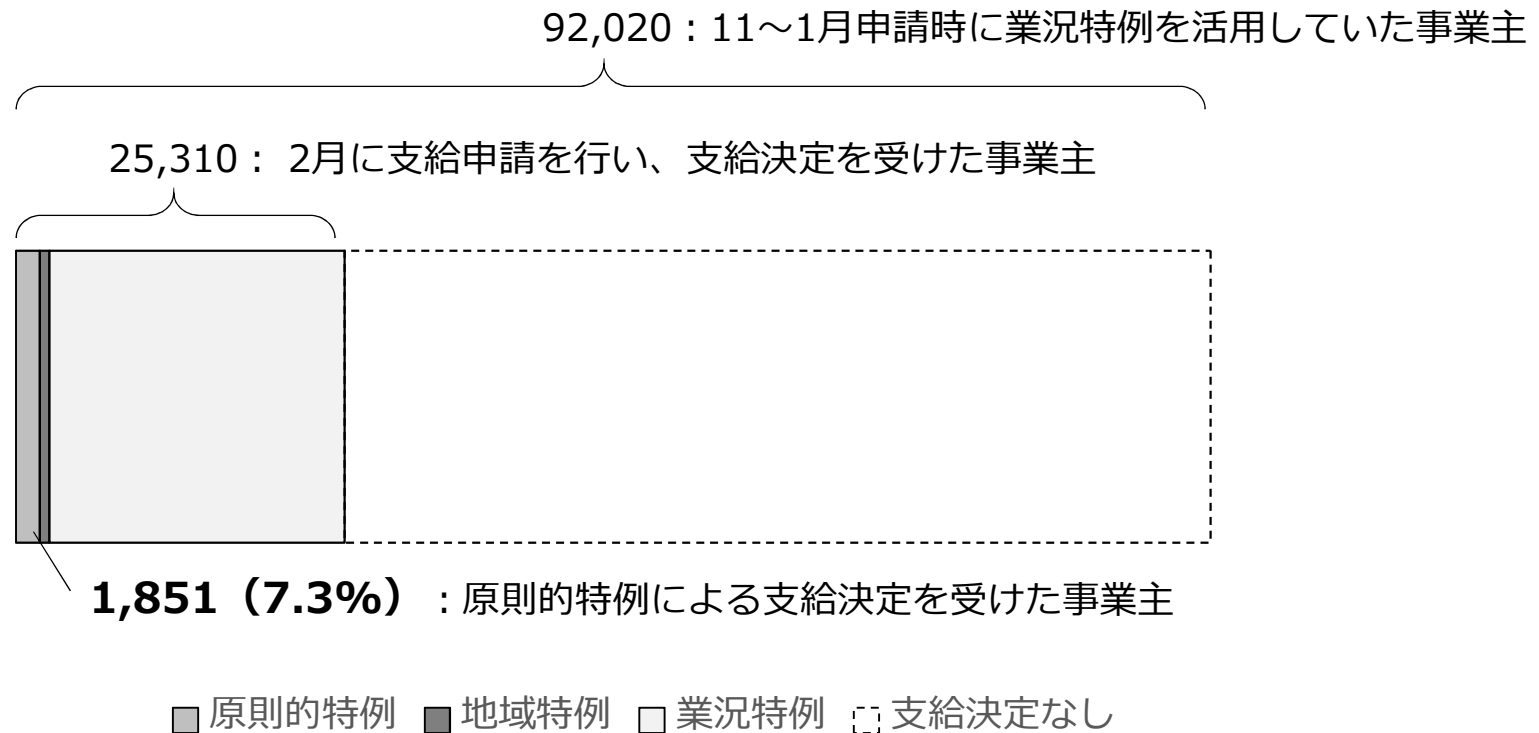 92,020：11～1月申請時に業況特例を活用していた事業主
25,310： 2月に支給申請を行い、支給決定を受けた事業主
1,851（7.3%）：原則的特例による支給決定を受けた事業主
原則的特例 地域特例 業況特例 支給決定なし